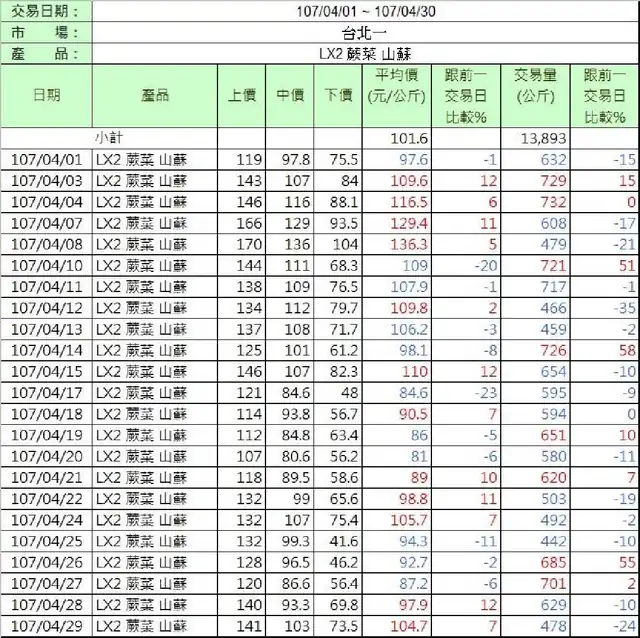 交易日期： 107/04/01 ~ 107/04/30
市　　場： 台北一
產　　品： LX2 蕨菜 山蘇
日期 產品 上價 中價 下價 平均價(元/公斤) 跟前一交易日比較% 交易量(公斤) 跟前一交易日比較%
小計 101.6 13,893
107/04/01 LX2 蕨菜 山蘇 119 97.8 75.5 97.6 -1 632 -15
107/04/03 LX2 蕨菜 山蘇 143 107 84 109.6 12 729 15
107/04/04 LX2 蕨菜 山蘇 146 116 88.1 116.5 6 732 0
107/04/07 LX2 蕨菜 山蘇 166 129 93.5 129.4 11 608 -17
107/04/08 LX2 蕨菜 山蘇 170 136 104 136.3 5 479 -21
107/04/10 LX2 蕨菜 山蘇 144 111 68.3 109 -20 721 51
107/04/11 LX2 蕨菜 山蘇 138 109 76.5 107.9 -1 717 -1
107/04/12 LX2 蕨菜 山蘇 134 112 79.7 109.8 2 466 -35
107/04/13 LX2 蕨菜 山蘇 137 108 71.7 106.2 -3 459 -2
107/04/14 LX2 蕨菜 山蘇 125 101 61.2 98.1 -8 726 58
107/04/15 LX2 蕨菜 山蘇 146 107 82.3 110 12 654 -10
107/04/17 LX2 蕨菜 山蘇 121 84.6 48 84.6 -23 595 -9
107/04/18 LX2 蕨菜 山蘇 114 93.8 56.7 90.5 7 594 0
107/04/19 LX2 蕨菜 山蘇 112 84.8 63.4 86 -5 651 10
107/04/20 LX2 蕨菜 山蘇 107 80.6 56.2 81 -6 580 -11
107/04/21 LX2 蕨菜 山蘇 118 89.5 58.6 89 10 620 7
107/04/22 LX2 蕨菜 山蘇 132 99 65.6 98.8 11 503 -19
107/04/24 LX2 蕨菜 山蘇 132 107 75.4 105.7 7 492 -2
107/04/25 LX2 蕨菜 山蘇 132 99.3 41.6 94.3 -11 442 -10
107/04/26 LX2 蕨菜 山蘇 128 96.5 46.2 92.7 -2 685 55
107/04/27 LX2 蕨菜 山蘇 120 86.6 56.4 87.2 -6 701 2
107/04/28 LX2 蕨菜 山蘇 140 93.3 69.8 97.9 12 629 -10
107/04/29 LX2 蕨菜 山蘇 141 103 73.5 104.7 7 478 -24